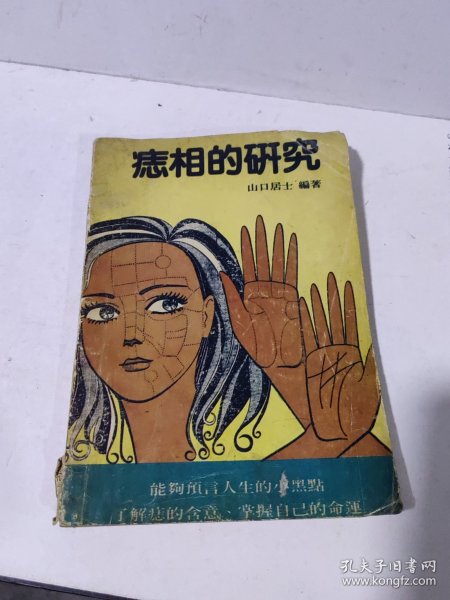 痣相的研究
山口居士 編著
能夠預言人生的小黑點
了解痣的含意、掌握自己的命運
孔夫子旧书网
www.kongfz.com